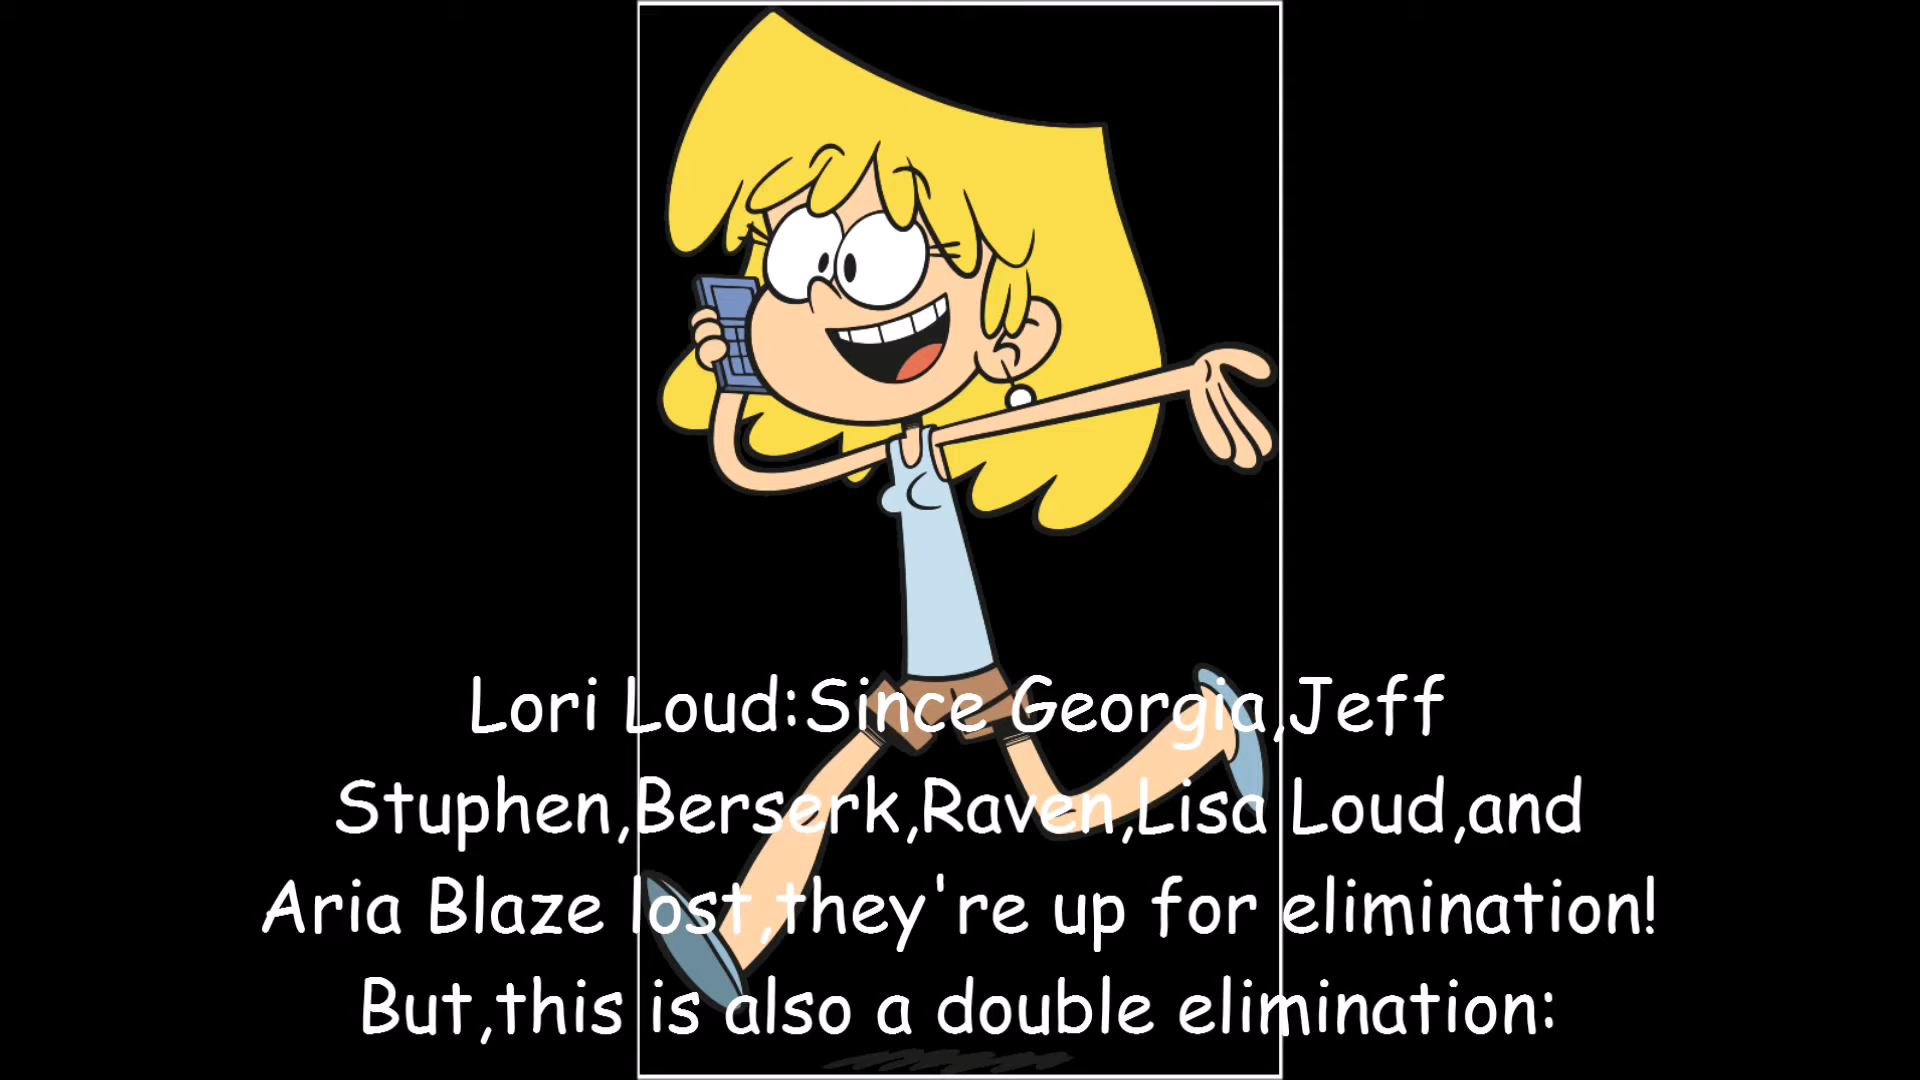 Lori Loud:Since Georgia,Jeff
Stuphen,Berserk,Raven,Lisa Loud,and
Aria Blaze lost,they're up for elimination!
But,this is also a double elimination: